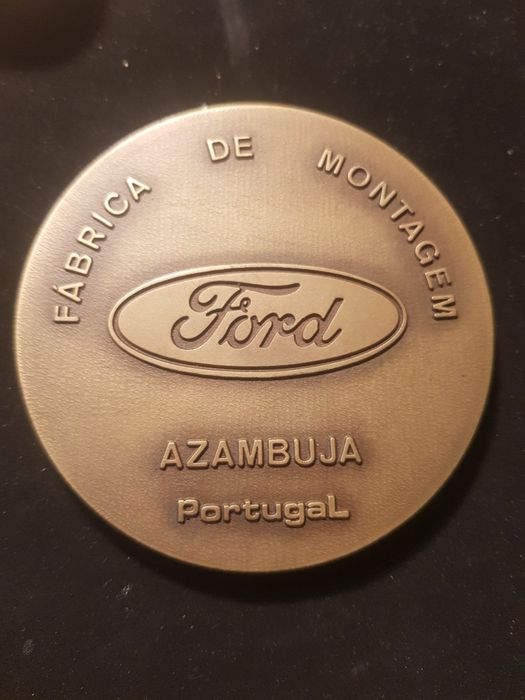 FÁBRICA DE MONTAGEM
Ford
AZAMBUJA
PortugaL